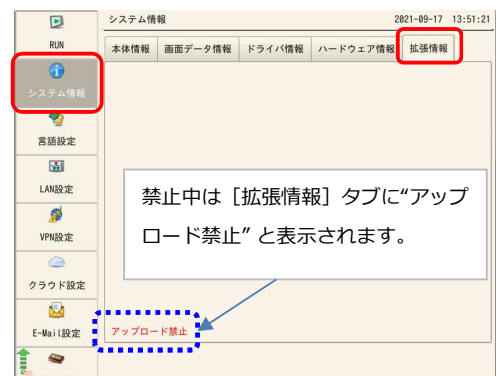 システム情報
2021-09-17 13:51:21
RUN
本体情報
画面データ情報
ドライバ情報
ハードウェア情報
拡張情報
システム情報
言語設定
LAN設定
VPN設定
クラウド設定
E-Mail設定
禁止中は［拡張情報］タブに“アップ
ロード禁止” と表示されます。
アップロード禁止